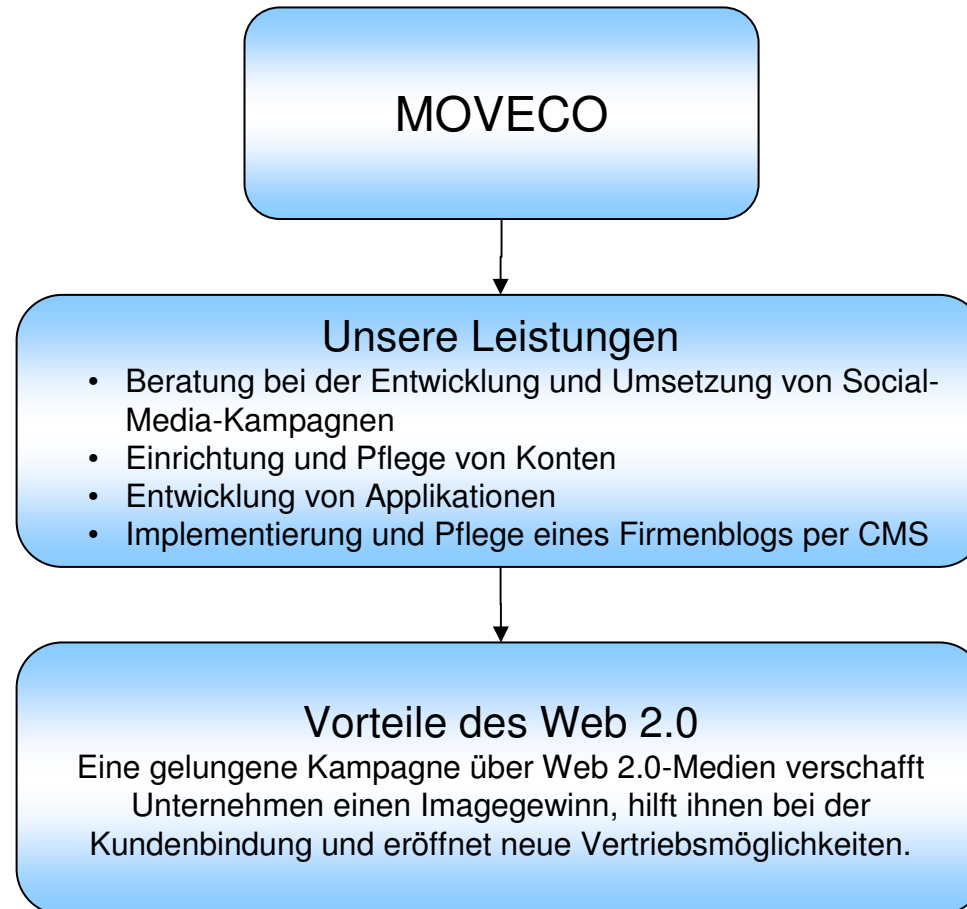 MOVECO
Unsere Leistungen
• Beratung bei der Entwicklung und Umsetzung von Social-
Media-Kampagnen
• Einrichtung und Pflege von Konten
• Entwicklung von Applikationen
• Implementierung und Pflege eines Firmenblogs per CMS
Vorteile des Web 2.0
Eine gelungene Kampagne über Web 2.0-Medien verschafft
Unternehmen einen Imagegewinn, hilft ihnen bei der
Kundenbindung und eröffnet neue Vertriebsmöglichkeiten.